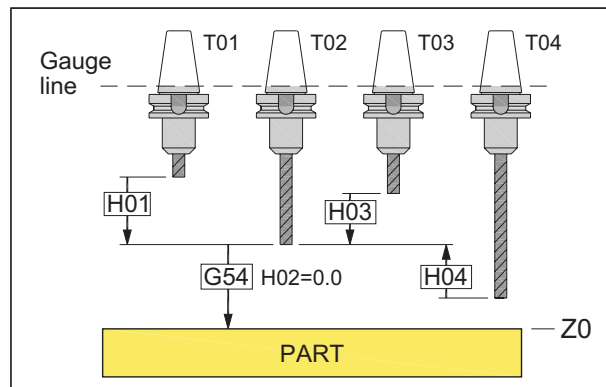 T01 T02 T03 T04
Gauge
line
H01
H03
G54 H02=0.0
H04
Z0
PART